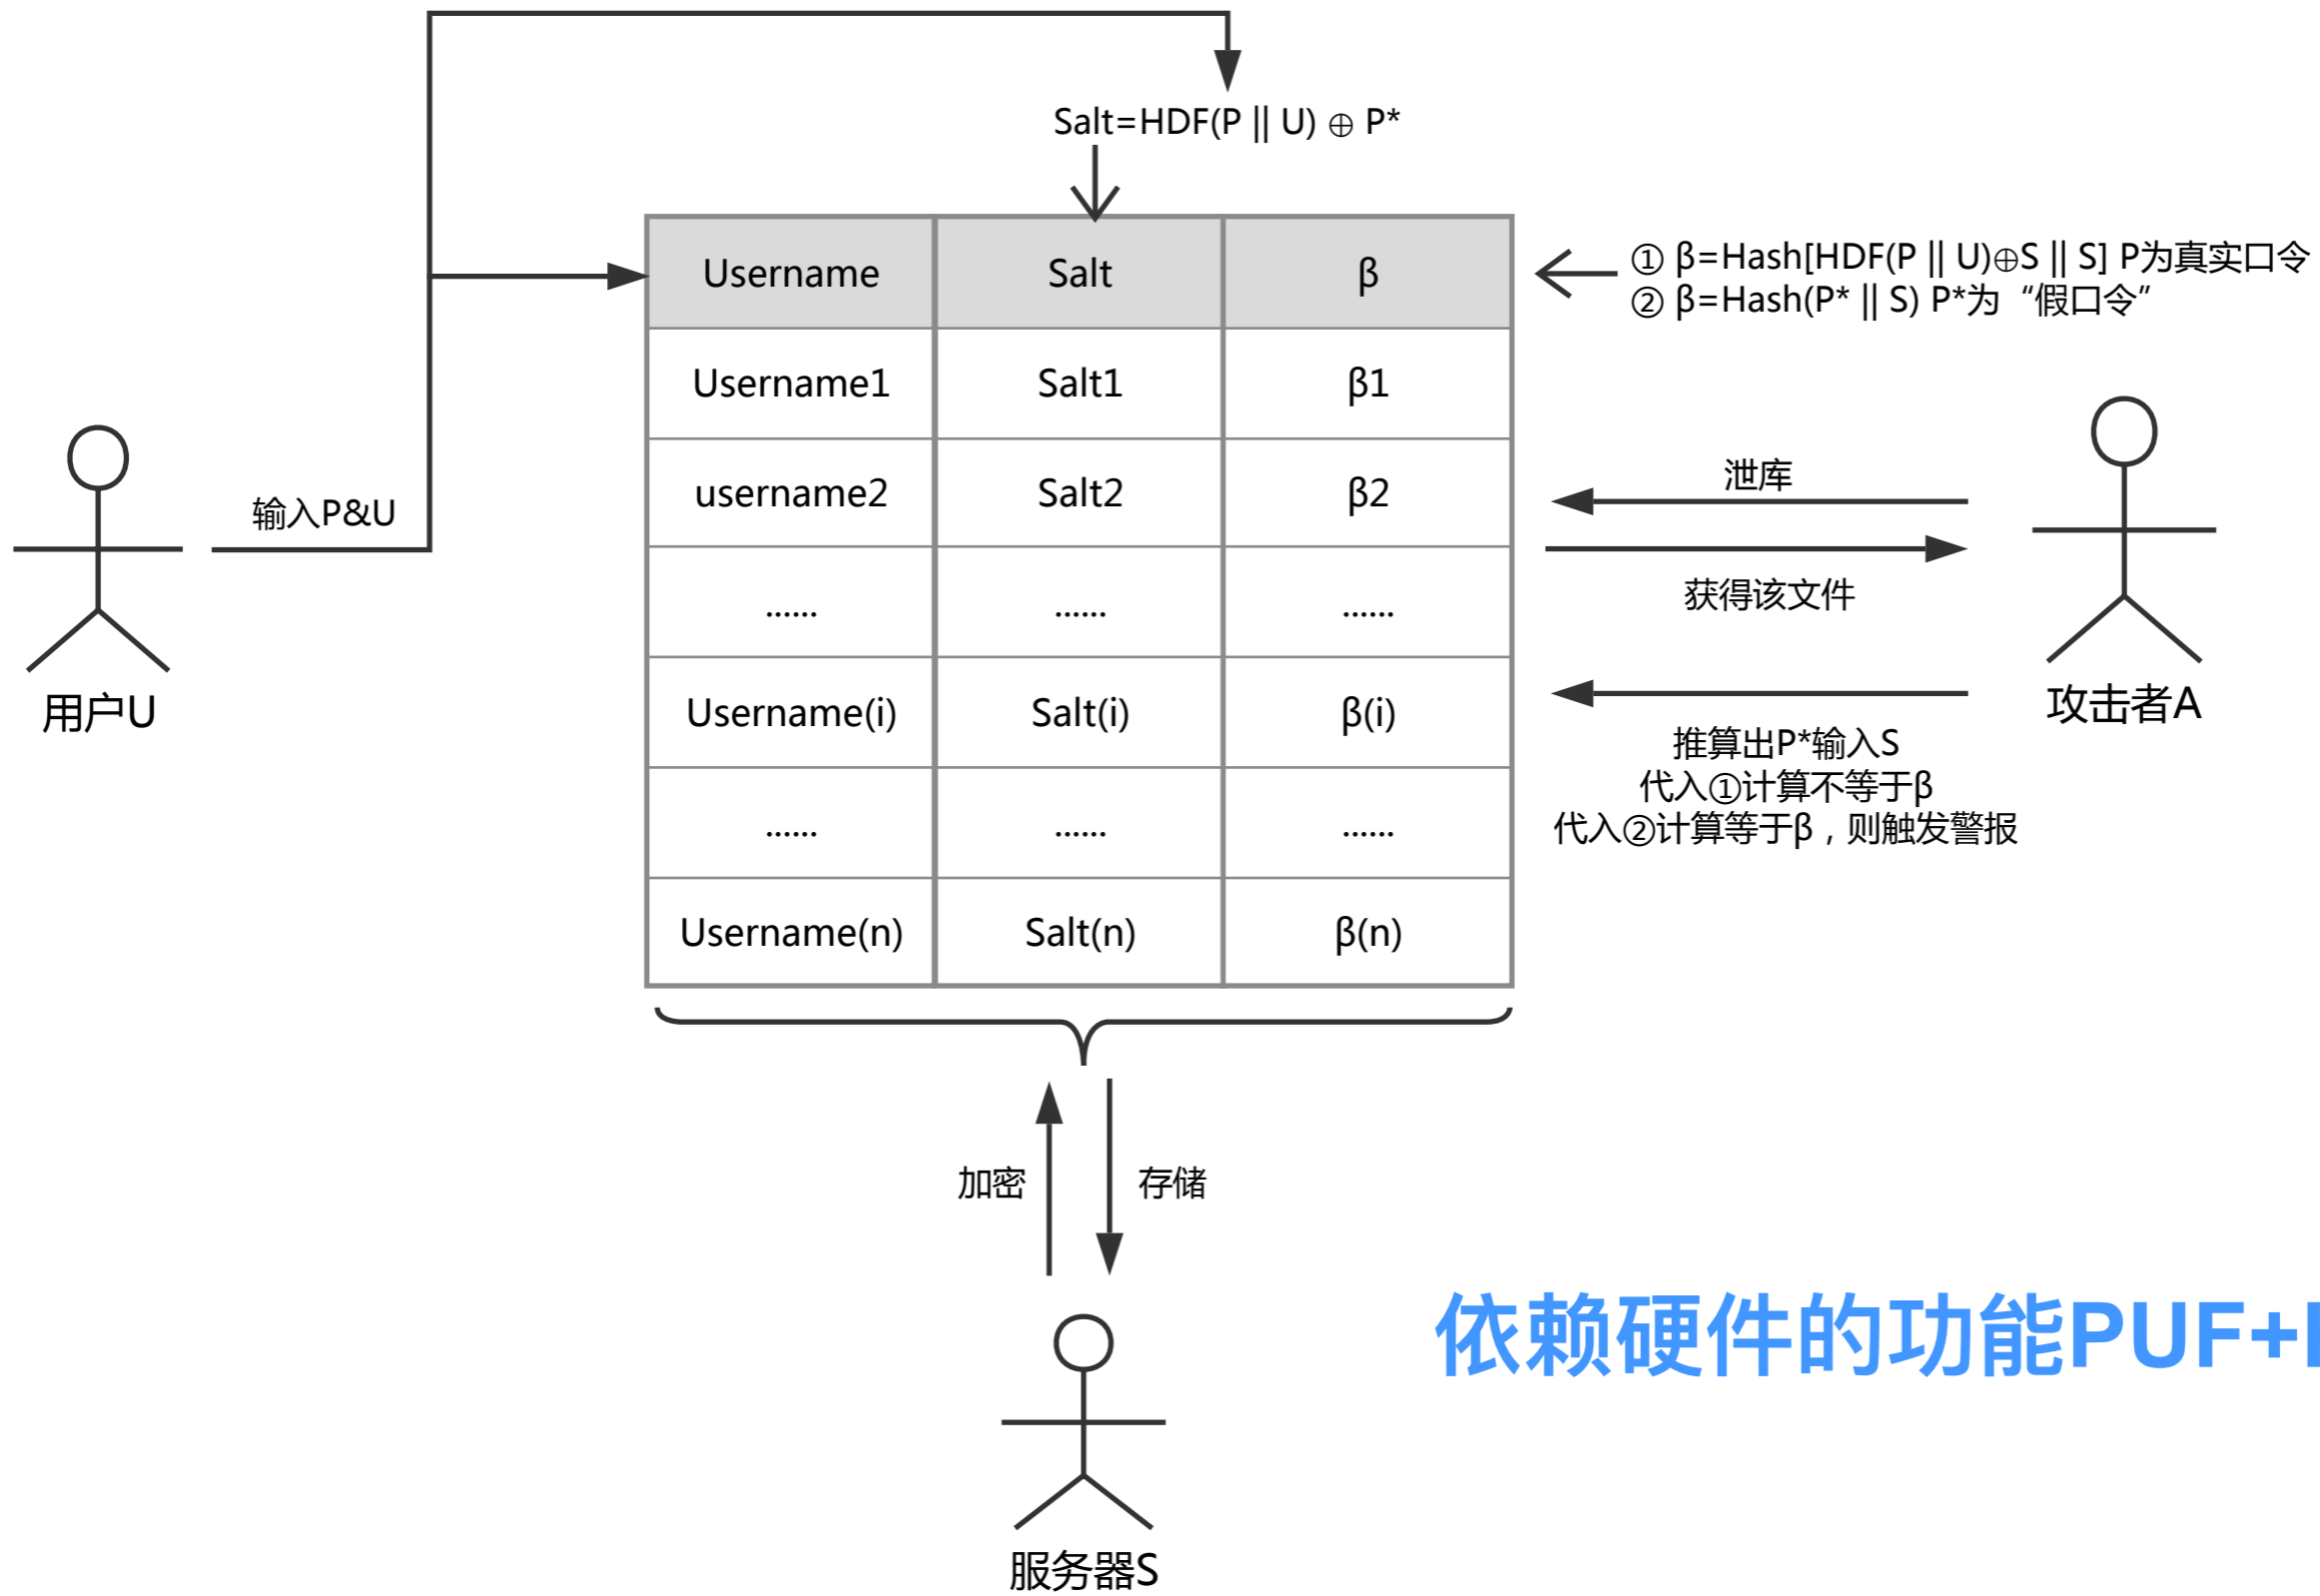 Salt=HDF(P || U) ⊕ P*
① β=Hash[HDF(P || U)⊕S || S] P为真实口令
② β=Hash(P* || S) P*为“假口令”
Username Salt β
Username1 Salt1 β1
username2 Salt2 β2
...... ...... ......
Username(i) Salt(i) β(i)
...... ...... ......
Username(n) Salt(n) β(n)
输入P&U
用户U
泄库
获得该文件
攻击者A
推算出P*输入S
代入①计算不等于β
代入②计算等于β，则触发警报
加密
存储
服务器S
依赖硬件的功能PUF+